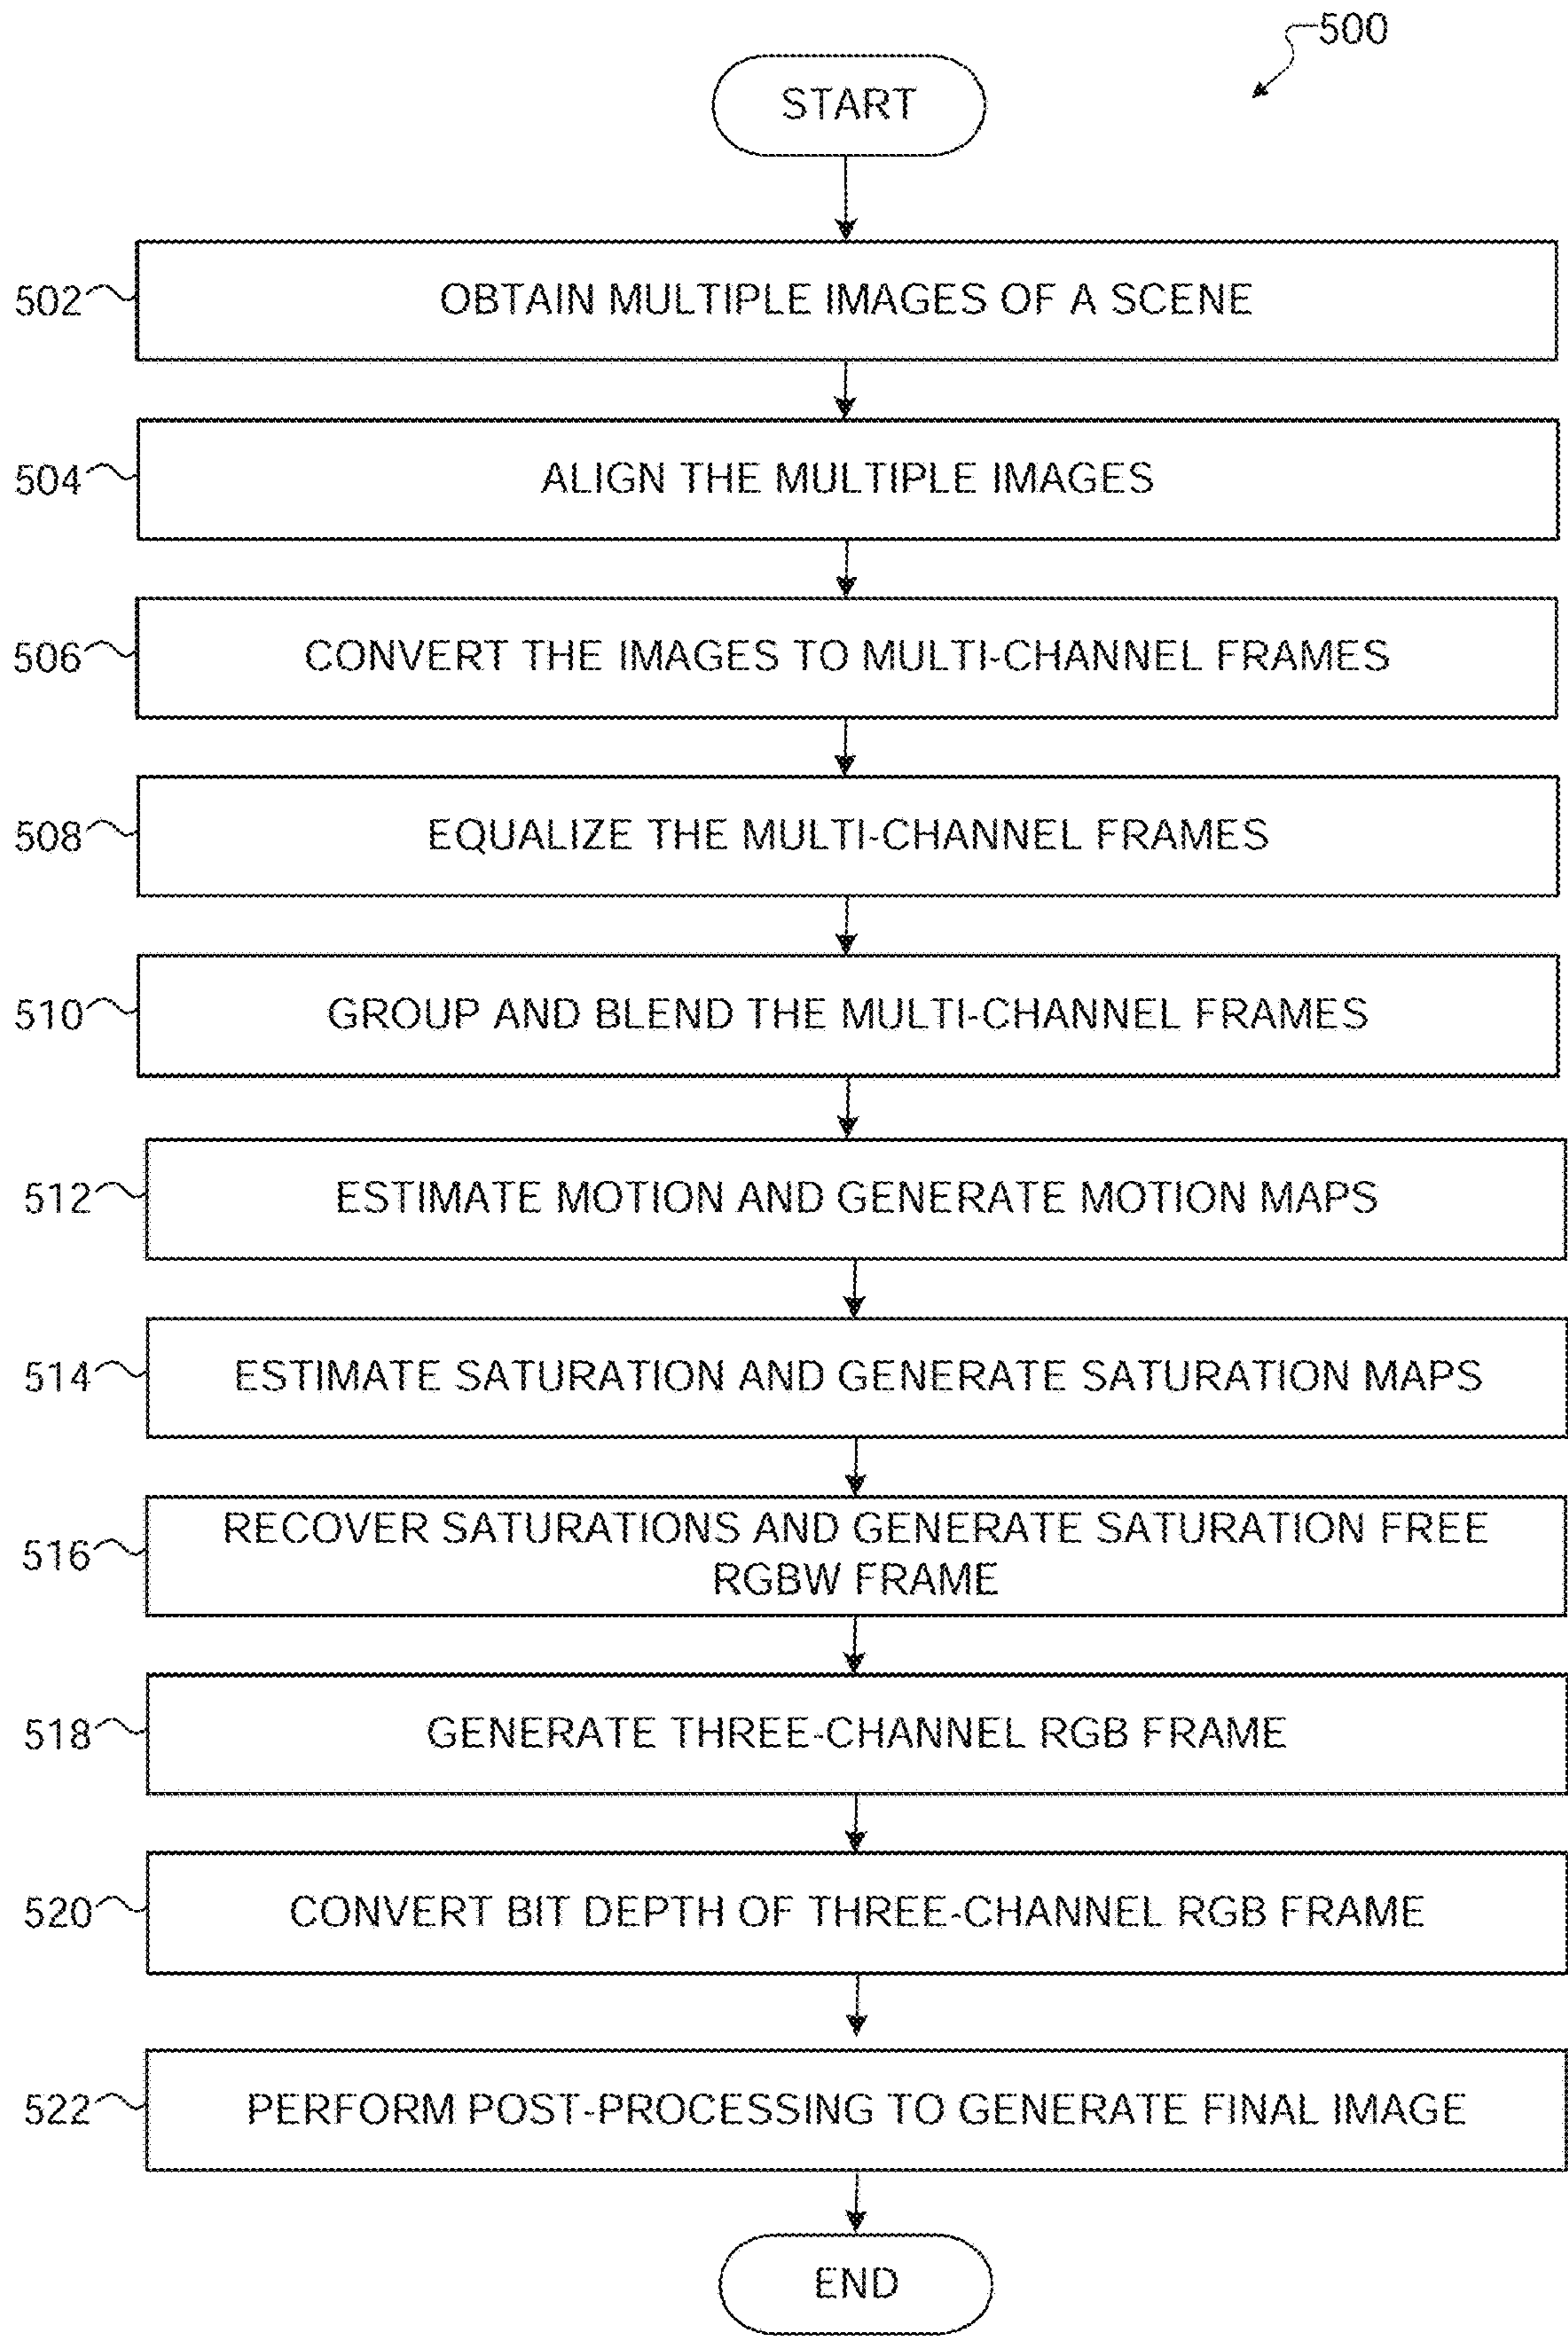 500
START
502
OBTAIN MULTIPLE IMAGES OF A SCENE
504
ALIGN THE MULTIPLE IMAGES
506
CONVERT THE IMAGES TO MULTI-CHANNEL FRAMES
508
EQUALIZE THE MULTI-CHANNEL FRAMES
510
GROUP AND BLEND THE MULTI-CHANNEL FRAMES
512
ESTIMATE MOTION AND GENERATE MOTION MAPS
514
ESTIMATE SATURATION AND GENERATE SATURATION MAPS
516
RECOVER SATURATIONS AND GENERATE SATURATION FREE
RGBW FRAME
518
GENERATE THREE-CHANNEL RGB FRAME
520
CONVERT BIT DEPTH OF THREE-CHANNEL RGB FRAME
522
PERFORM POST-PROCESSING TO GENERATE FINAL IMAGE
END